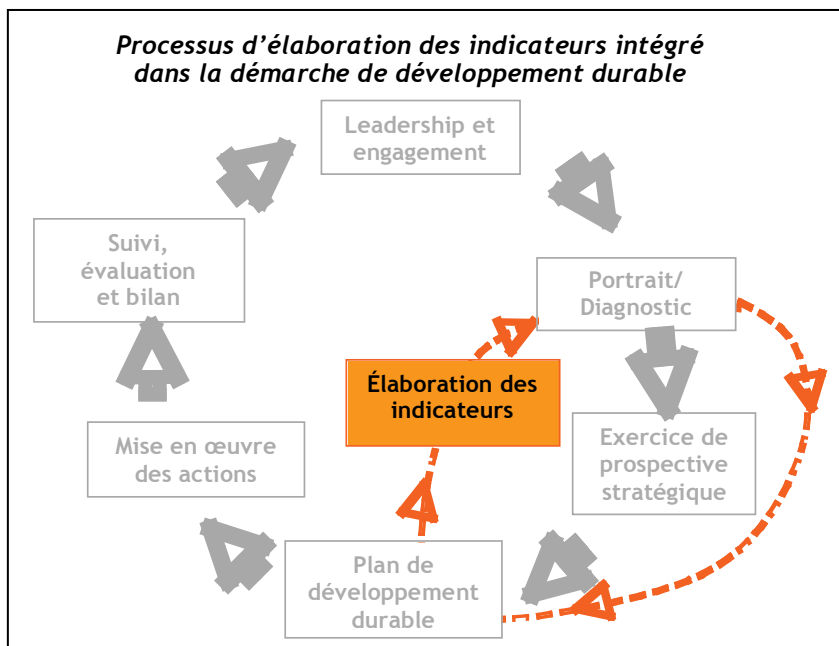 Processus d’élaboration des indicateurs intégré
dans la démarche de développement durable
Leadership et
engagement
Suivi,
évaluation
et bilan
Portrait/
Diagnostic
Élaboration des
indicateurs
Mise en œuvre
des actions
Exercice de
prospective
stratégique
Plan de
développement
durable